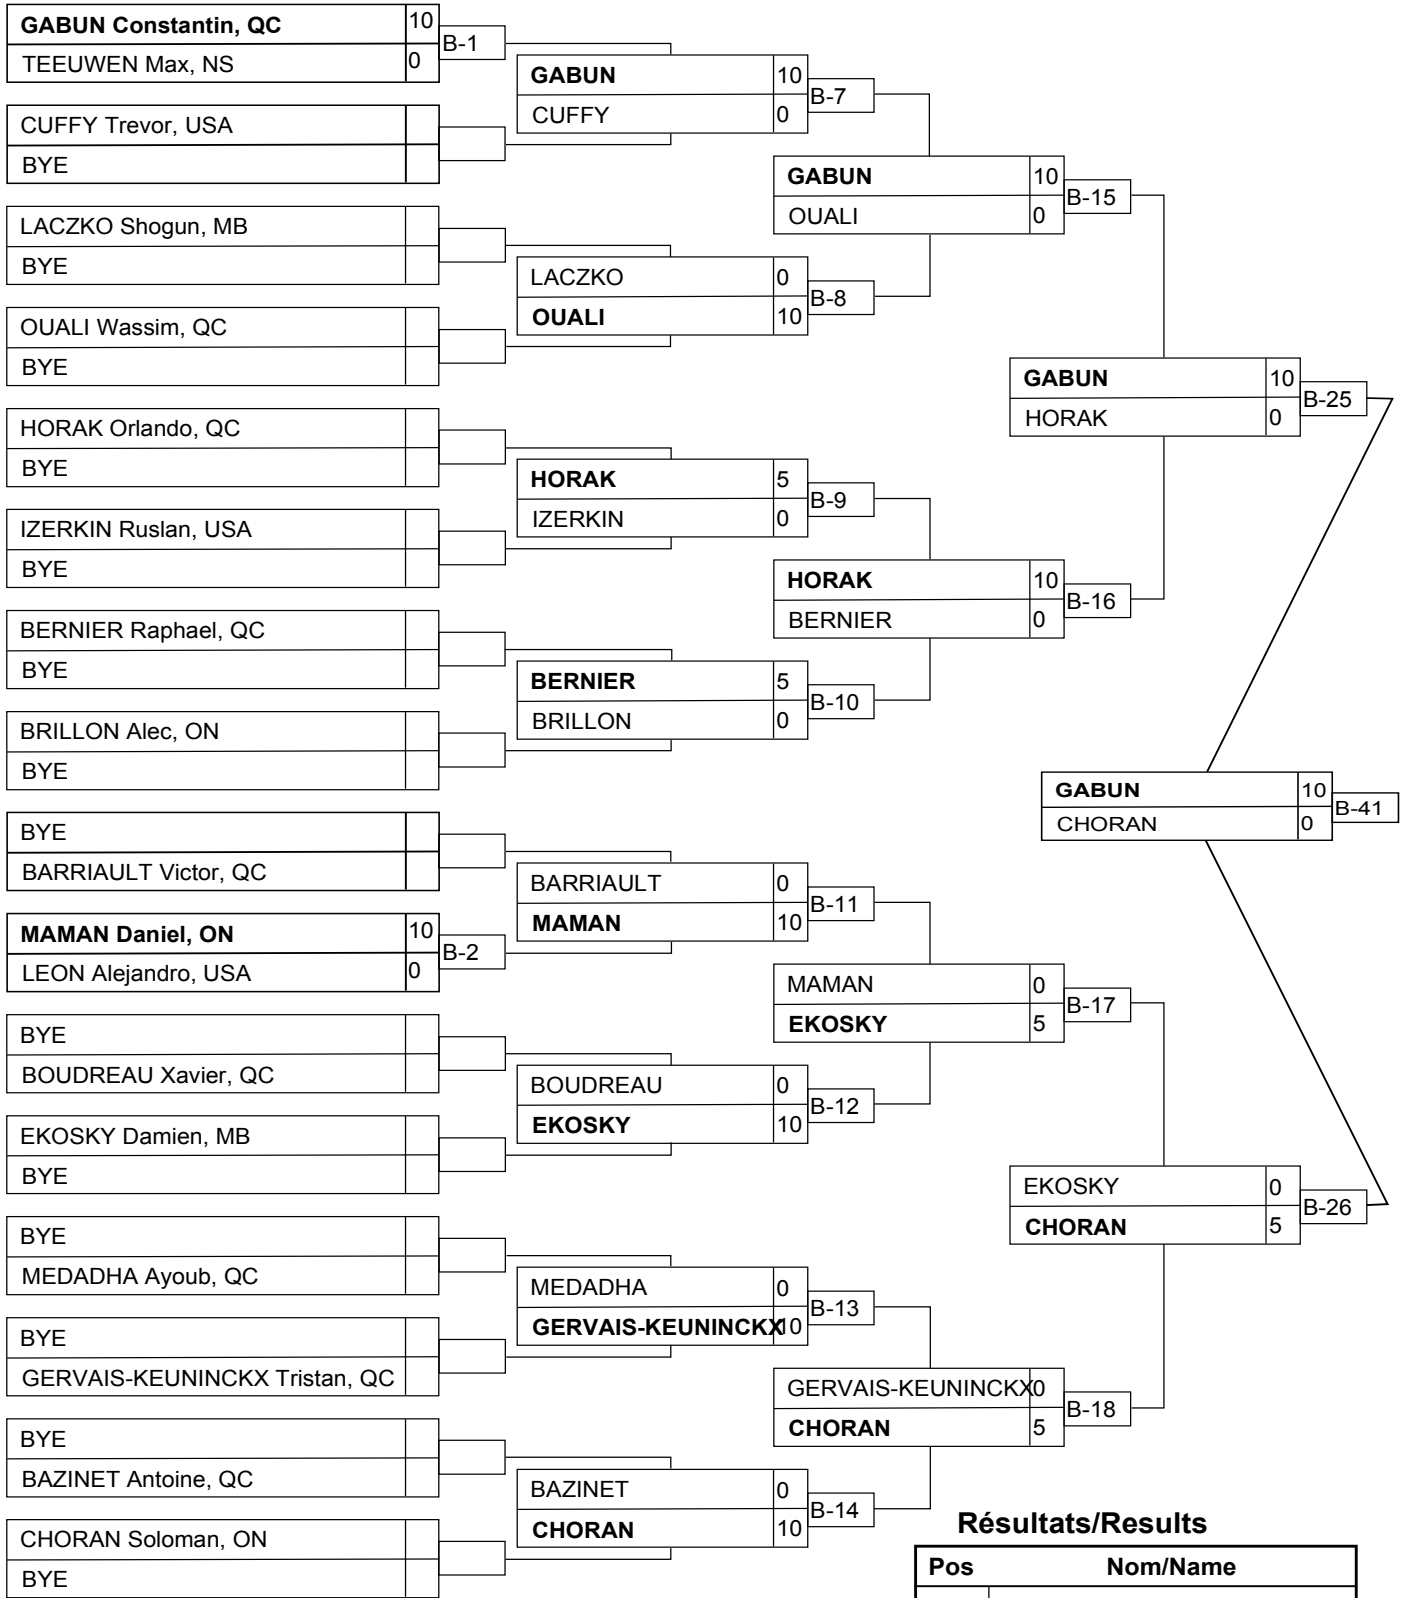 GABUN Constantin, QC 10
TEEUWEN Max, NS 0
B-1
CUFFY Trevor, USA
BYE
LACZKO Shogun, MB
BYE
OUALI Wassim, QC
BYE
HORAK Orlando, QC
BYE
IZERKIN Ruslan, USA
BYE
BERNIER Raphael, QC
BYE
BRILLON Alec, ON
BYE
BYE
BARRIAULT Victor, QC
MAMAN Daniel, ON 10
LEON Alejandro, USA 0
B-2
BYE
BOUDREAU Xavier, QC
EKOSKY Damien, MB
BYE
BYE
MEDADHA Ayoub, QC
BYE
GERVAIS-KEUNINCKX Tristan, QC
BYE
BAZINET Antoine, QC
CHORAN Soloman, ON
BYE
GABUN 10
CUFFY 0
B-7
LACZKO 0
OUALI 10
B-8
HORAK 5
IZERKIN 0
B-9
BERNIER 5
BRILLON 0
B-10
BARRIAULT 0
MAMAN 10
B-11
BOUDREAU 0
EKOSKY 10
B-12
MEDADHA 0
GERVAIS-KEUNINCKX 10
B-13
BAZINET 0
CHORAN 10
B-14
GABUN 10
OUALI 0
B-15
HORAK 10
BERNIER 0
B-16
MAMAN 0
EKOSKY 5
B-17
GERVAIS-KEUNINCKX 0
CHORAN 5
B-18
GABUN 10
HORAK 0
B-25
EKOSKY 0
CHORAN 5
B-26
GABUN 10
CHORAN 0
B-41
Résultats/Results
Pos Nom/Name